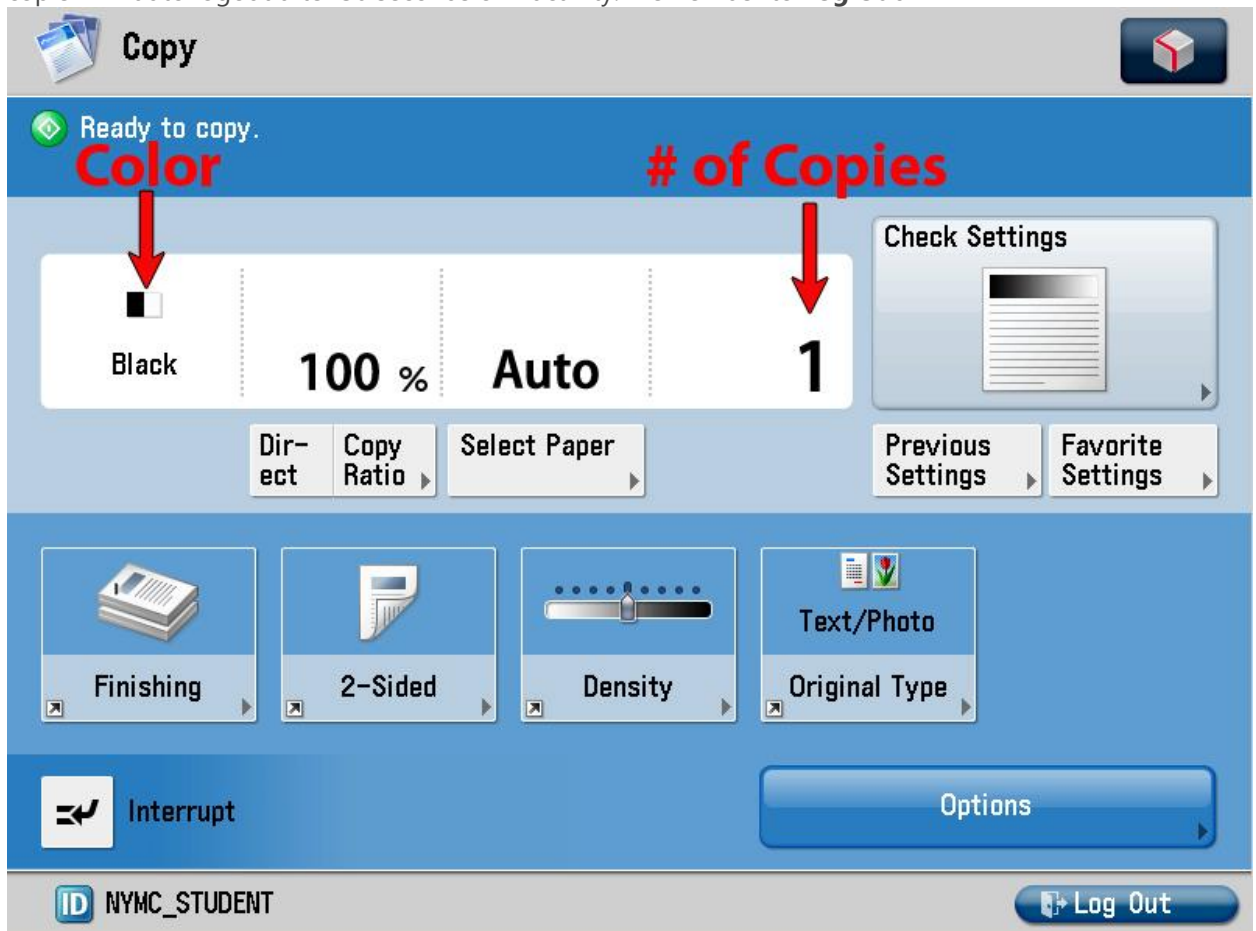 Copy
Ready to copy.
Color
# of Copies
Check Settings
Black
100 %
Auto
1
Dir-
ect
Copy
Ratio
Select Paper
Previous
Settings
Favorite
Settings
Text/Photo
Finishing
2-Sided
Density
Original Type
Interrupt
Options
ID NYMC_STUDENT
Log Out